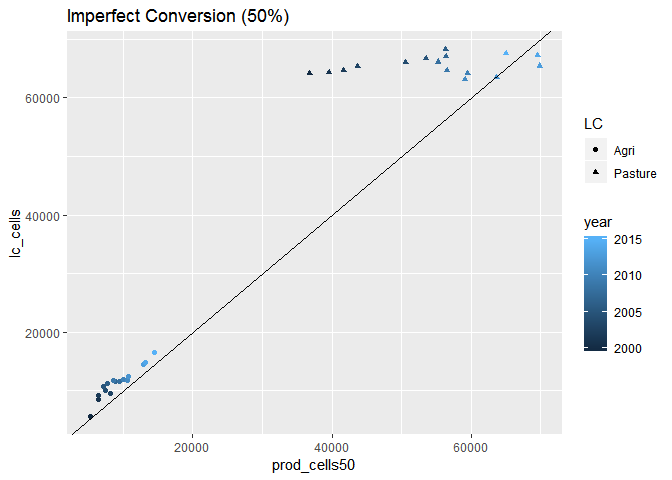 Imperfect Conversion (50%)
lc_cells
60000
40000
20000
20000
40000
60000
prod_cells50
LC
Agri
Pasture
year
2015
2010
2005
2000